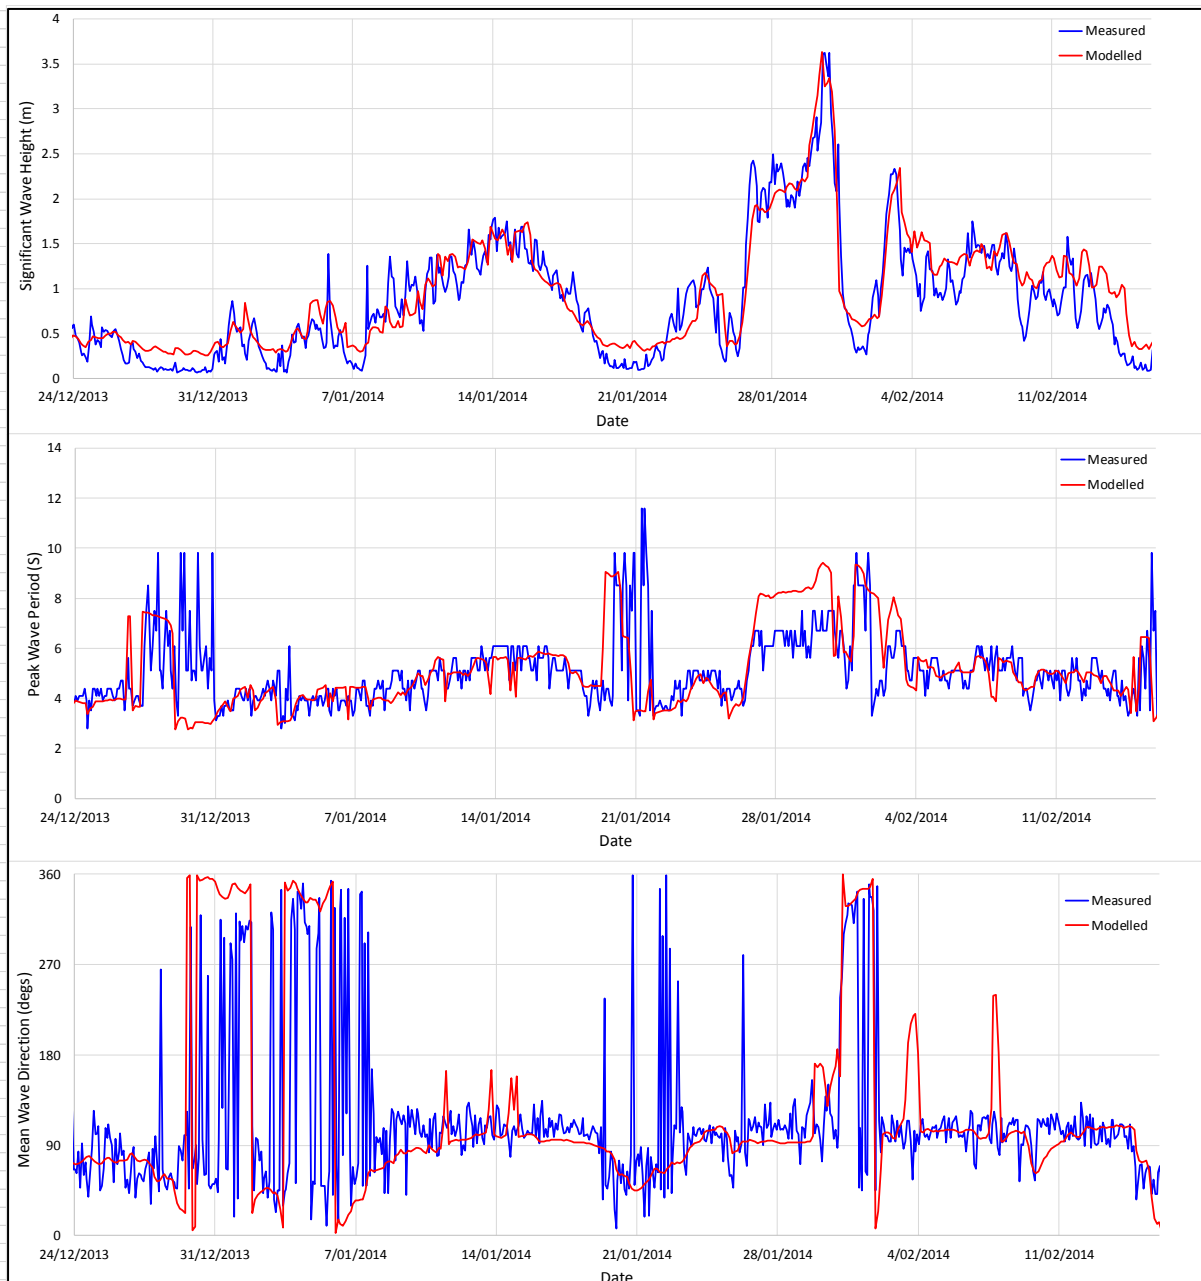 4
3.5
3
2.5
2
1.5
1
0.5
0
Significant Wave Height (m)
Measured
Modelled
24/12/2013 31/12/2013 7/01/2014 14/01/2014 21/01/2014 28/01/2014 4/02/2014 11/02/2014
Date
14
12
10
8
6
4
2
0
Peak Wave Period (S)
Measured
Modelled
24/12/2013 31/12/2013 7/01/2014 14/01/2014 21/01/2014 28/01/2014 4/02/2014 11/02/2014
Date
360
270
180
90
0
Mean Wave Direction (degs)
Measured
Modelled
24/12/2013 31/12/2013 7/01/2014 14/01/2014 21/01/2014 28/01/2014 4/02/2014 11/02/2014
Date